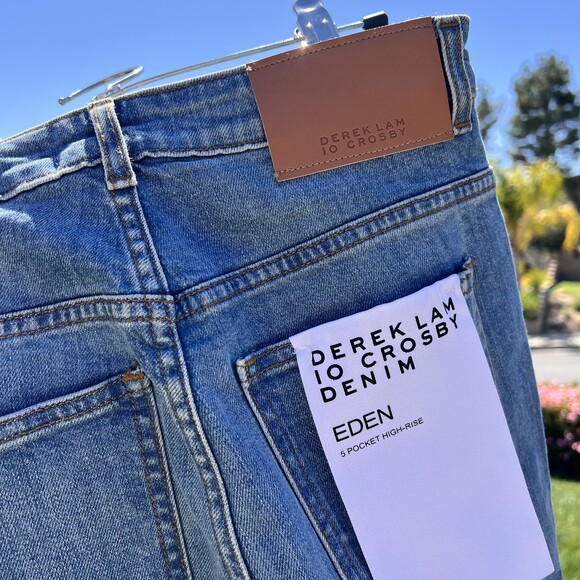 DEREK LAM
10 CROSBY
DEREK LAM
10 CROSBY
DENIM
EDEN
5 POCKET HIGH-RISE